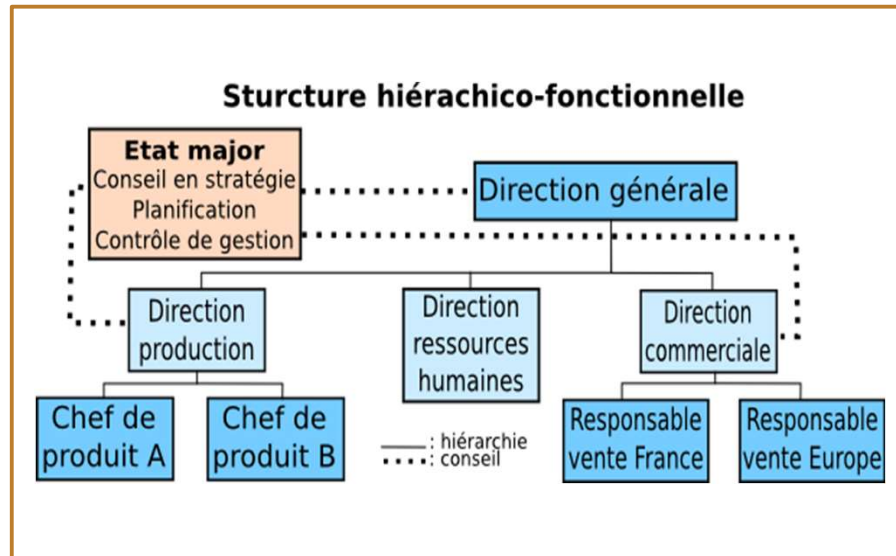 Sturcture hiérachico-fonctionnelle
Etat major
Conseil en stratégie
Planification
Contrôle de gestion
Direction générale
Direction
production
Direction
ressources
humaines
Direction
commerciale
Chef de
produit A
Chef de
produit B
Responsable
vente France
Responsable
vente Europe
: hiérarchie
: conseil